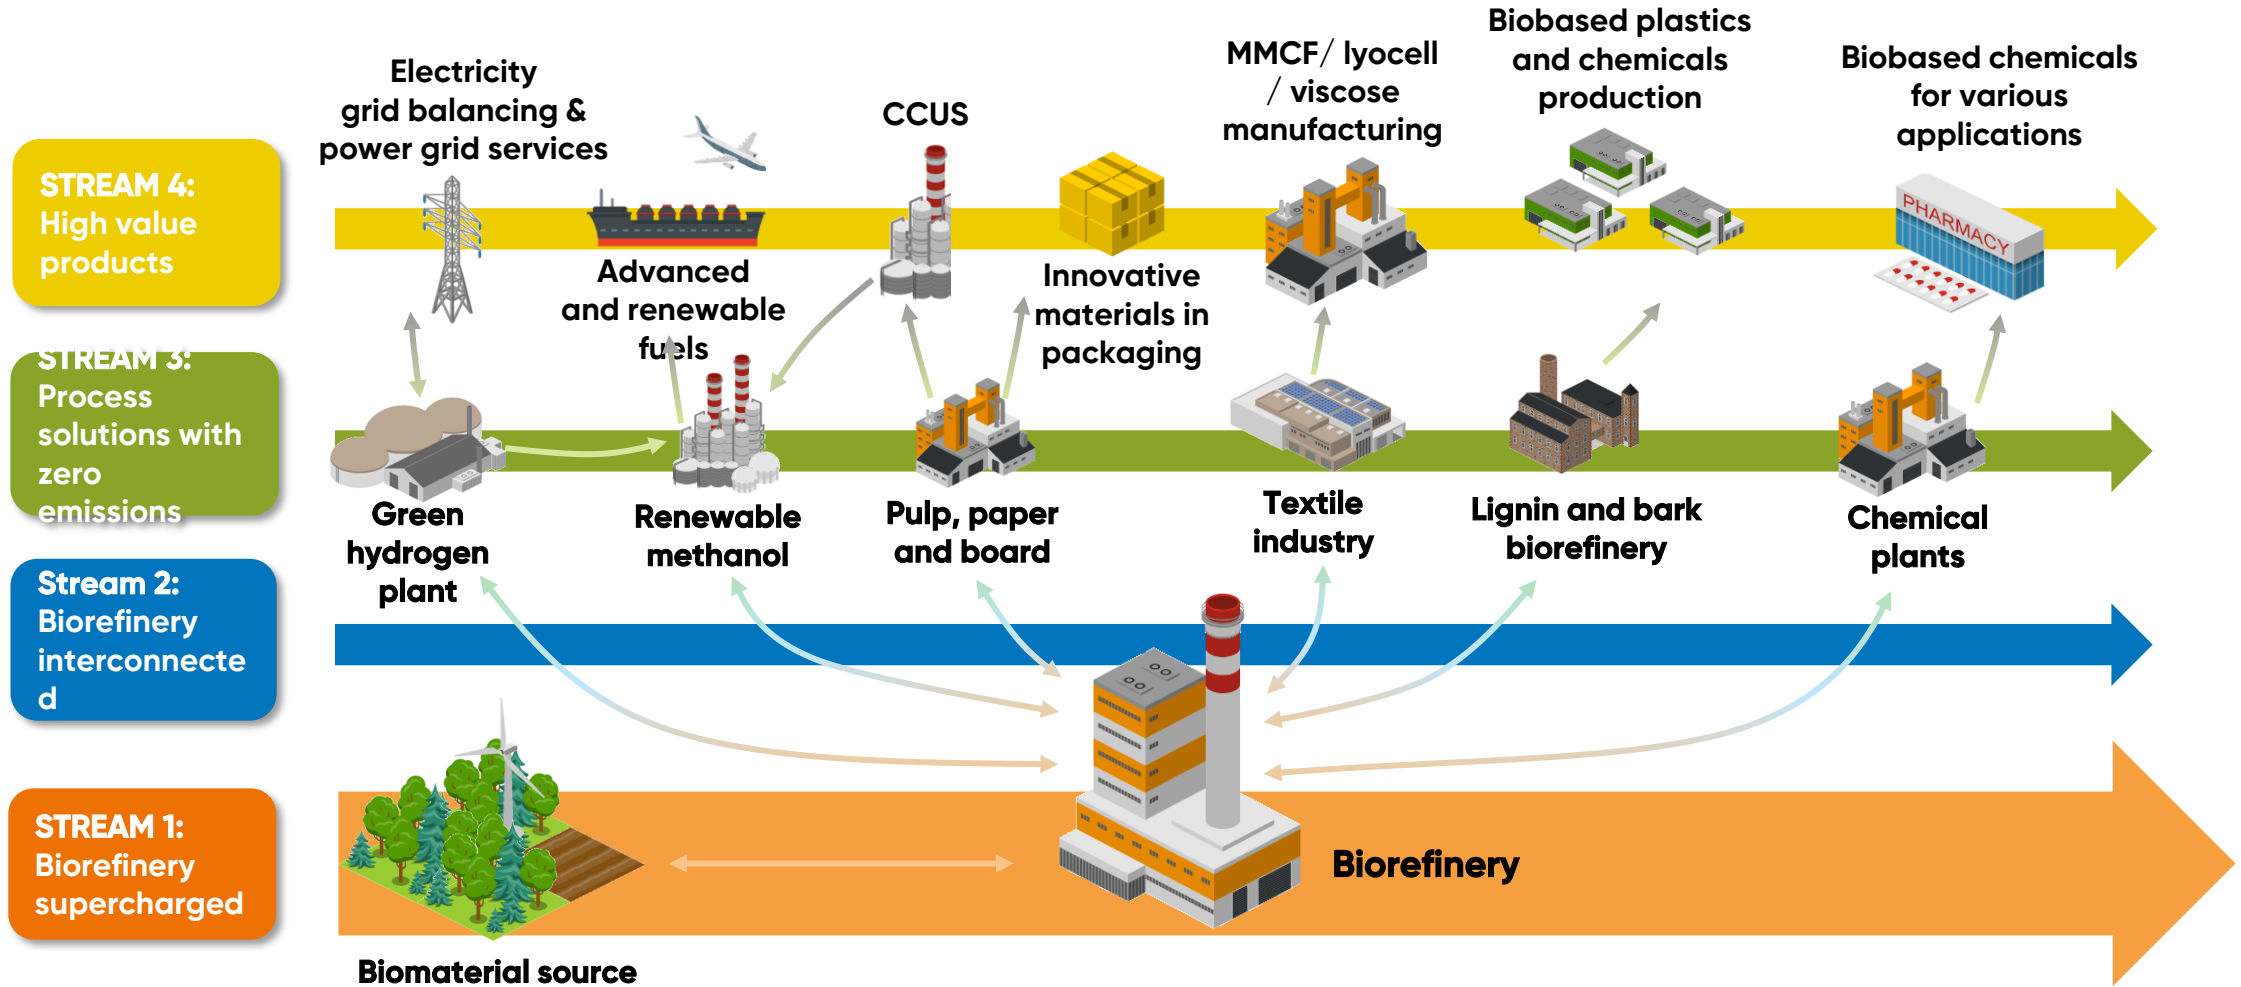 Electricity
grid balancing &
power grid services
CCUS
MMCF/ lyocell
/ viscose
manufacturing
Biobased plastics
and chemicals
production
Biobased chemicals
for various
applications
STREAM 4:
High value
products
PHARMACY
Advanced
and renewable
fuels
Innovative
materials in
packaging
STREAM 3:
Process
solutions with
zero
emissions
Green
hydrogen
plant
Renewable
methanol
Pulp, paper
and board
Textile
industry
Lignin and bark
biorefinery
Chemical
plants
Stream 2:
Biorefinery
interconnecte
d
STREAM 1:
Biorefinery
supercharged
Biorefinery
Biomaterial source